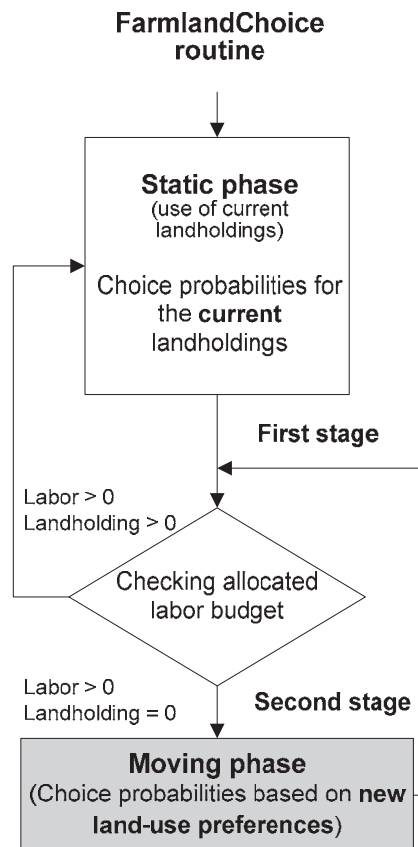 FarmlandChoice
routine
Static phase
(use of current
landholdings)
Choice probabilities for
the current
landholdings
First stage
Labor > 0
Landholding > 0
Checking allocated
labor budget
Labor > 0
Landholding = 0
Second stage
Moving phase
(Choice probabilities based on new
land-use preferences)